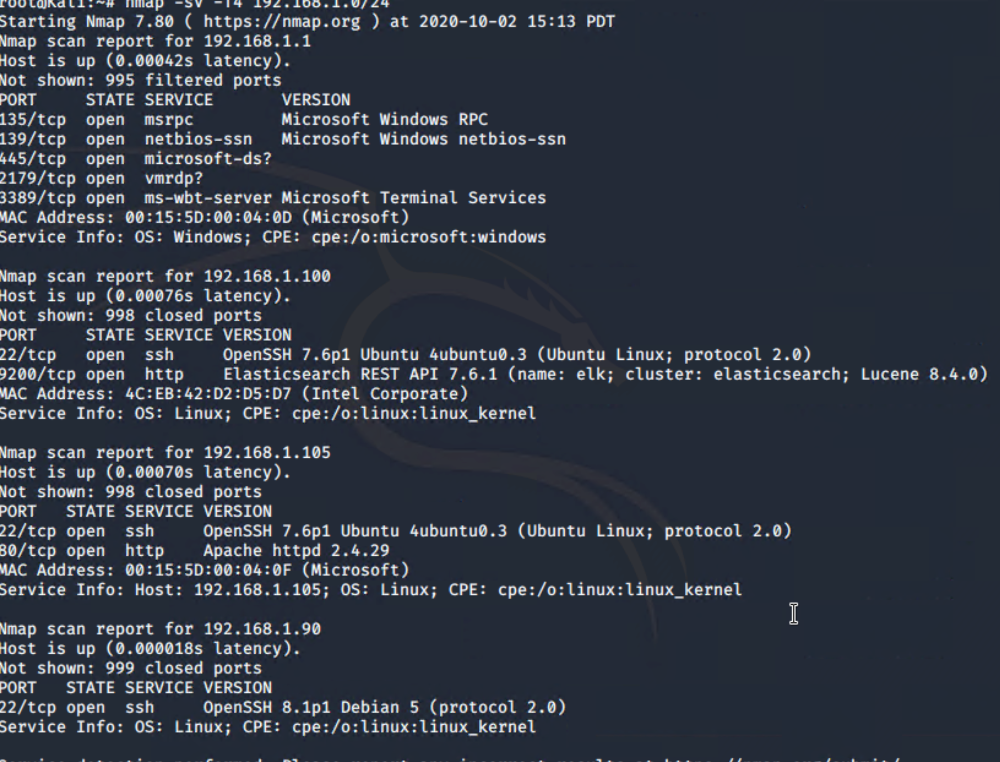 root@Kali:~# nmap -sV -T4 192.168.1.0/24
Starting Nmap 7.80 ( https://nmap.org ) at 2020-10-02 15:13 PDT
Nmap scan report for 192.168.1.1
Host is up (0.00042s latency).
Not shown: 995 filtered ports
PORT     STATE SERVICE       VERSION
135/tcp  open  msrpc         Microsoft Windows RPC
139/tcp  open  netbios-ssn   Microsoft Windows netbios-ssn
445/tcp  open  microsoft-ds?
2179/tcp open  vmrdp?
3389/tcp open  ms-wbt-server Microsoft Terminal Services
MAC Address: 00:15:5D:00:04:0D (Microsoft)
Service Info: OS: Windows; CPE: cpe:/o:microsoft:windows

Nmap scan report for 192.168.1.100
Host is up (0.00076s latency).
Not shown: 998 closed ports
PORT     STATE SERVICE VERSION
22/tcp   open  ssh     OpenSSH 7.6p1 Ubuntu 4ubuntu0.3 (Ubuntu Linux; protocol 2.0)
9200/tcp open  http    Elasticsearch REST API 7.6.1 (name: elk; cluster: elasticsearch; Lucene 8.4.0)
MAC Address: 4C:EB:42:D2:D5:D7 (Intel Corporate)
Service Info: OS: Linux; CPE: cpe:/o:linux:linux_kernel

Nmap scan report for 192.168.1.105
Host is up (0.00070s latency).
Not shown: 998 closed ports
PORT   STATE SERVICE VERSION
22/tcp open  ssh     OpenSSH 7.6p1 Ubuntu 4ubuntu0.3 (Ubuntu Linux; protocol 2.0)
80/tcp open  http    Apache httpd 2.4.29
MAC Address: 00:15:5D:00:04:0F (Microsoft)
Service Info: Host: 192.168.1.105; OS: Linux; CPE: cpe:/o:linux:linux_kernel

Nmap scan report for 192.168.1.90
Host is up (0.000018s latency).
Not shown: 999 closed ports
PORT   STATE SERVICE VERSION
22/tcp open  ssh     OpenSSH 8.1p1 Debian 5 (protocol 2.0)
Service Info: OS: Linux; CPE: cpe:/o:linux:linux_kernel

Service detection performed. Please report any incorrect results at https://nmap.org/submit/